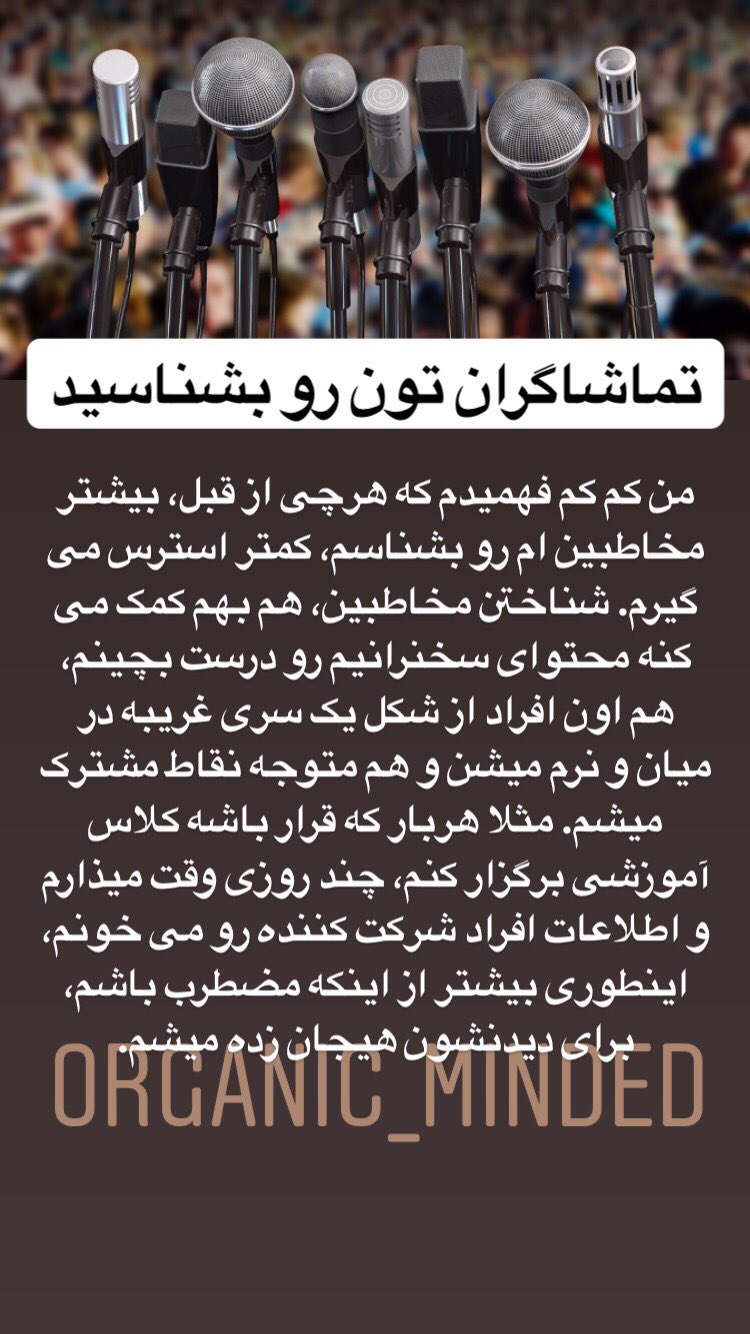 تماشاگران تون رو بشناسید
من کم کم فهمیدم که هرچی از قبل، بیشتر
مخاطبین ام رو بشناسم، کمتر استرس می
گیرم. شناختن مخاطبین، هم بهم کمک می
کنه محتوای سخنرانیم رو درست بچینم،
هم اون افراد از شکل یک سری غریبه در
میان و نرم میشن و هم متوجه نقاط مشترک
میشم. مثلا هربار که قرار باشه کلاس
آموزشی برگزار کنم، چند روزی وقت میذارم
و اطلاعات افراد شرکت کننده رو می خونم،
اینطوری بیشتر از اینکه مضطرب باشم،
برای دیدنشون هیجان زده میشم.
ORGANIC_MINDED